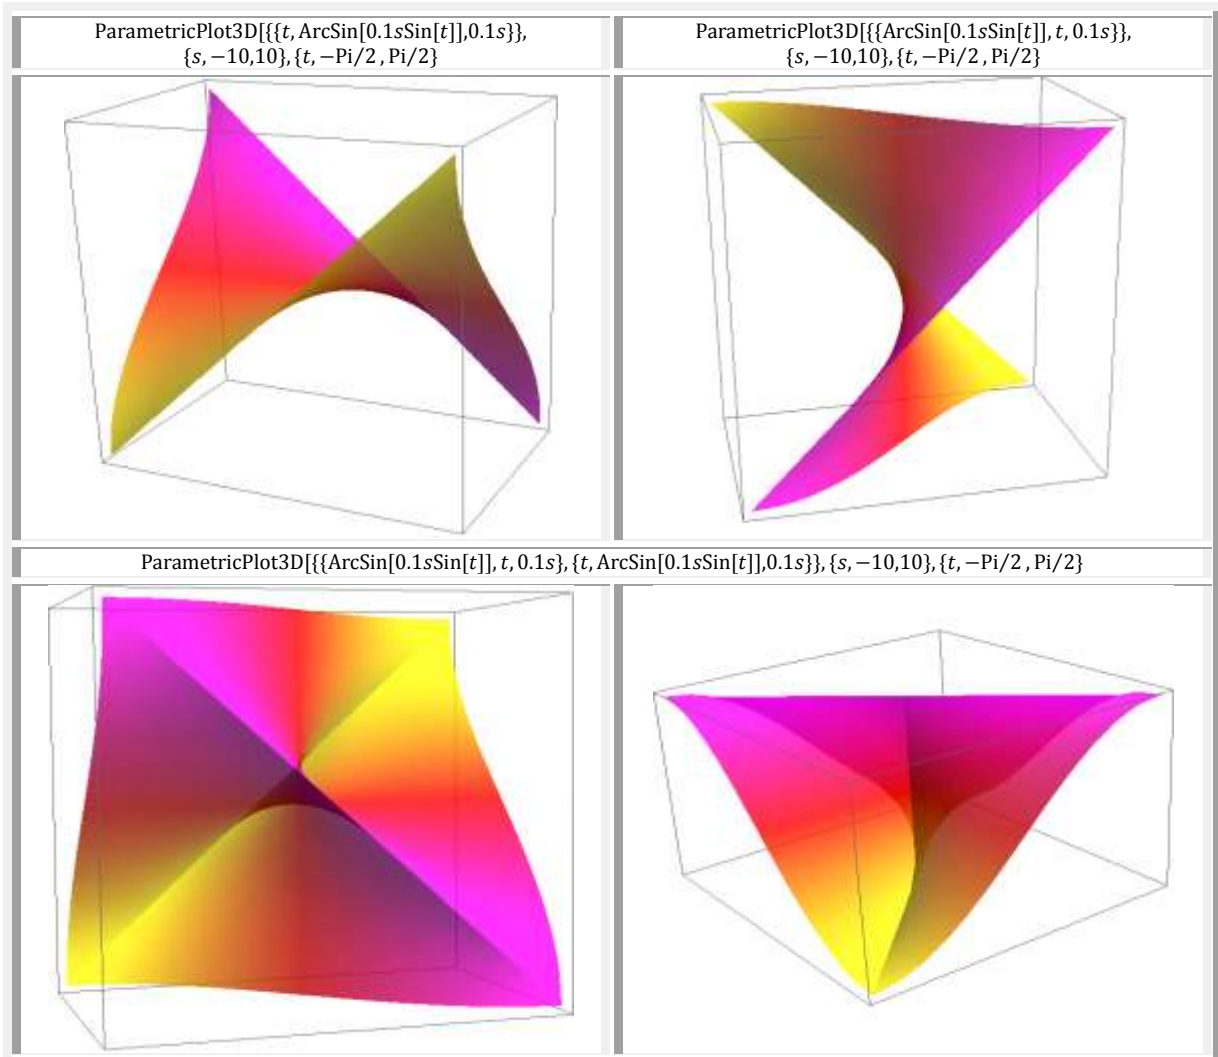 ParametricPlot3D[{{t, ArcSin[0.1sSin[t]],0.1s}},
{s, −10,10}, {t, −Pi/2 , Pi/2}
ParametricPlot3D[{{ArcSin[0.1sSin[t]], t, 0.1s}},
{s, −10,10}, {t, −Pi/2 , Pi/2}
ParametricPlot3D[{{ArcSin[0.1sSin[t]], t, 0.1s}, {t, ArcSin[0.1sSin[t]],0.1s}}, {s, −10,10}, {t, −Pi/2 , Pi/2}